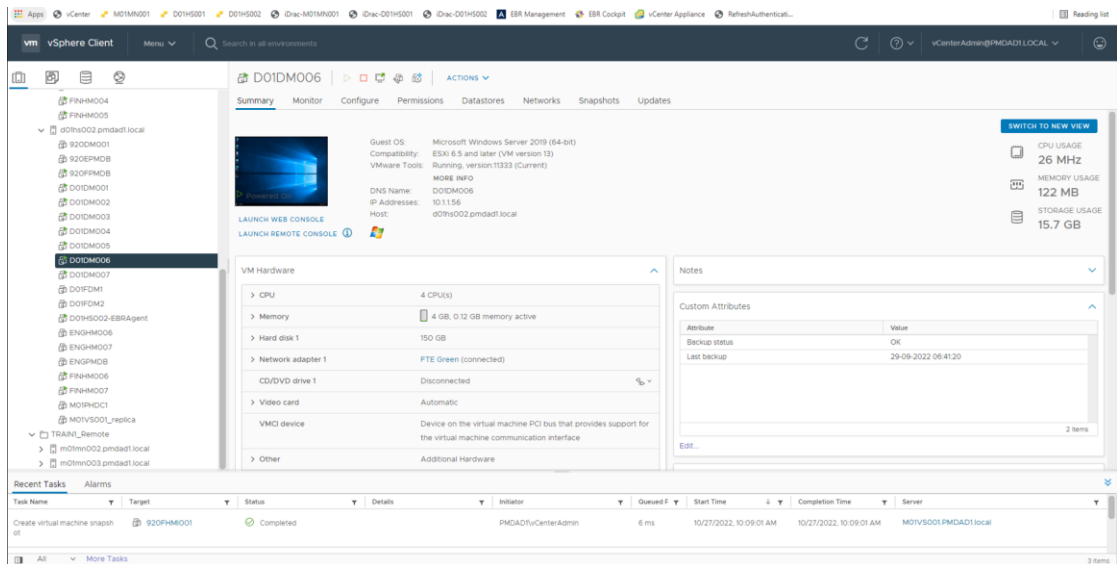 Apps vCenter M01MN001 D01HS001 D01HS002 iDrac-M01MN001 iDrac-D01HS001 iDrac-D01HS002 EBR Management EBR Cockpit vCenter Appliance RefreshAuthenticati... Reading list
vm vSphere Client Menu Search in all environments vCenterAdmin@PMDAD1.LOCAL
FINHM004
FINHM005
d01hs002.pmdad1.local
920DM001
920EPMDB
920FPMDB
D01DM001
D01DM002
D01DM003
D01DM004
D01DM005
D01DM006
D01DM007
D01FDM1
D01FDM2
D01HS002-EBRAgent
ENGHM006
ENGHM007
ENGPMDB
FINHM006
FINHM007
M01PHDC1
M01VS001_replica
TRAIN1_Remote
m01mn002.pmdad1.local
m01mn003.pmdad1.local
D01DM006 ACTIONS
Summary Monitor Configure Permissions Datastores Networks Snapshots Updates
SWITCH TO NEW VIEW
Powered On
LAUNCH WEB CONSOLE
LAUNCH REMOTE CONSOLE
Guest OS: Microsoft Windows Server 2019 (64-bit)
Compatibility: ESXi 6.5 and later (VM version 13)
VMware Tools: Running, version:11333 (Current)
MORE INFO
DNS Name: D01DM006
IP Addresses: 10.1.1.56
Host: d01hs002.pmdad1.local
CPU USAGE
26 MHz
MEMORY USAGE
122 MB
STORAGE USAGE
15.7 GB
VM Hardware
CPU 4 CPU(s)
Memory 4 GB, 0.12 GB memory active
Hard disk 1 150 GB
Network adapter 1 FTE Green (connected)
CD/DVD drive 1 Disconnected
Video card Automatic
VMCI device Device on the virtual machine PCI bus that provides support for
the virtual machine communication interface
Other Additional Hardware
Notes
Custom Attributes
Attribute Value
Backup status OK
Last backup 29-09-2022 06:41:20
2 items
Edit...
Recent Tasks Alarms
Task Name Target Status Details Initiator Queued F Start Time Completion Time Server
Create virtual machine snapsh 920FHMI001 Completed PMDAD1\vCenterAdmin 6 ms 10/27/2022, 10:09:01 AM 10/27/2022, 10:09:01 AM M01VS001.PMDAD1.local
ot
All More Tasks 3 items